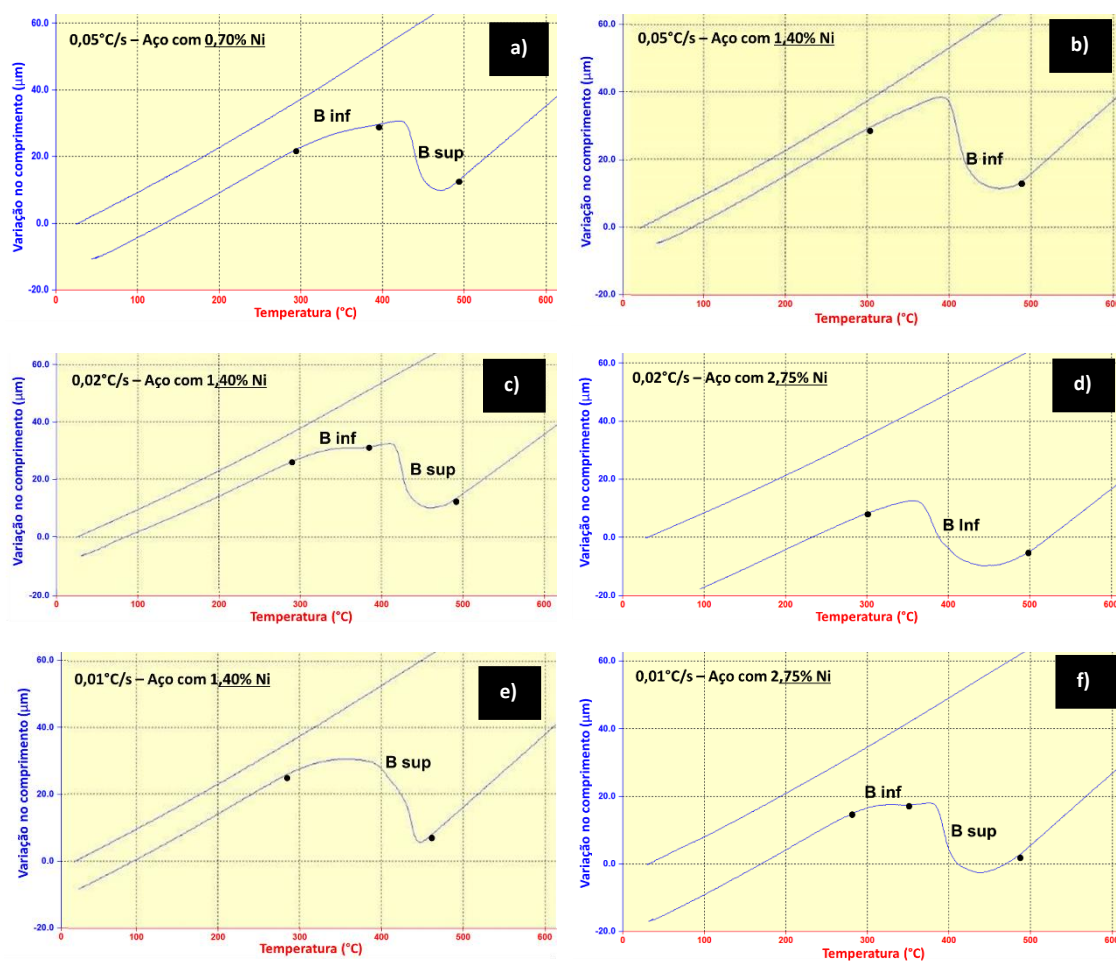 0,05°C/s – Aço com 0,70% Ni
a)
Variação no comprimento (µm)
60.0
40.0
20.0
0.0
-20.0
B inf
B sup
0 100 200 300 400 500 600
Temperatura (°C)
0,05°C/s – Aço com 1,40% Ni
b)
Variação no comprimento (µm)
60.0
40.0
20.0
0.0
-20.0
B inf
0 100 200 300 400 500 600
Temperatura (°C)
0,02°C/s – Aço com 1,40% Ni
c)
Variação no comprimento (µm)
60.0
40.0
20.0
0.0
-20.0
B inf
B sup
0 100 200 300 400 500 600
Temperatura (°C)
0,02°C/s – Aço com 2,75% Ni
d)
Variação no comprimento (µm)
60.0
40.0
20.0
0.0
-20.0
B Inf
0 100 200 300 400 500 600
Temperatura (°C)
0,01°C/s – Aço com 1,40% Ni
e)
Variação no comprimento (µm)
60.0
40.0
20.0
0.0
-20.0
B sup
0 100 200 300 400 500 600
Temperatura (°C)
0,01°C/s – Aço com 2,75% Ni
f)
Variação no comprimento (µm)
60.0
40.0
20.0
0.0
-20.0
B inf
B sup
0 100 200 300 400 500 600
Temperatura (°C)